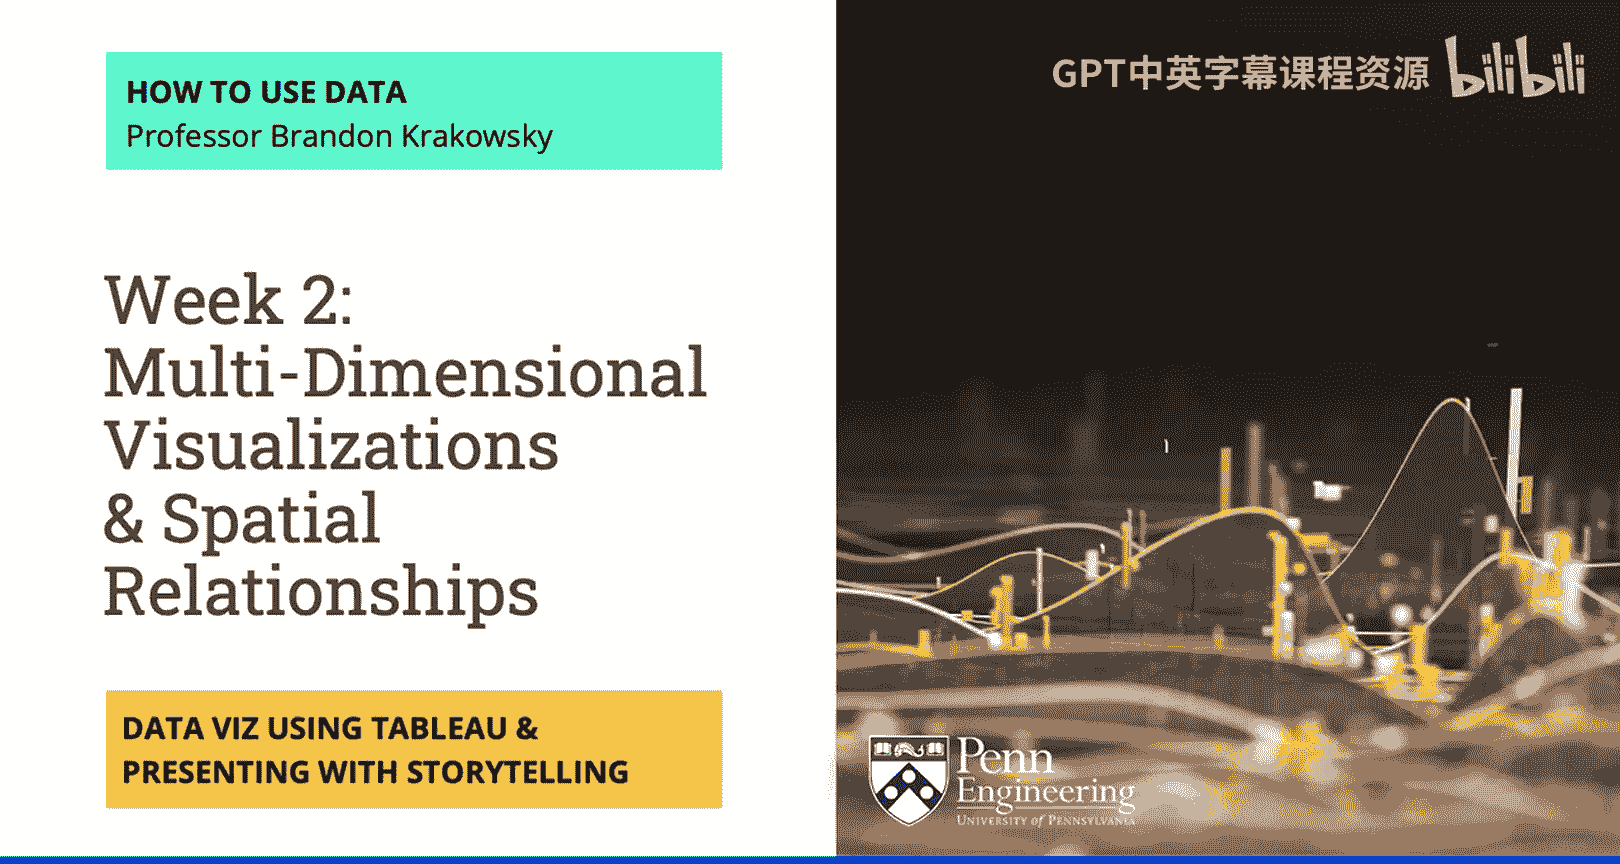 HOW TO USE DATA
Professor Brandon Krakowsky
GPT中英字幕课程资源 bilibili
Week 2:
Multi-Dimensional
Visualizations
& Spatial
Relationships
DATA VIZ USING TABLEAU &
PRESENTING WITH STORYTELLING
Penn
Engineering
UNIVERSITY of PENNSYLVANIA